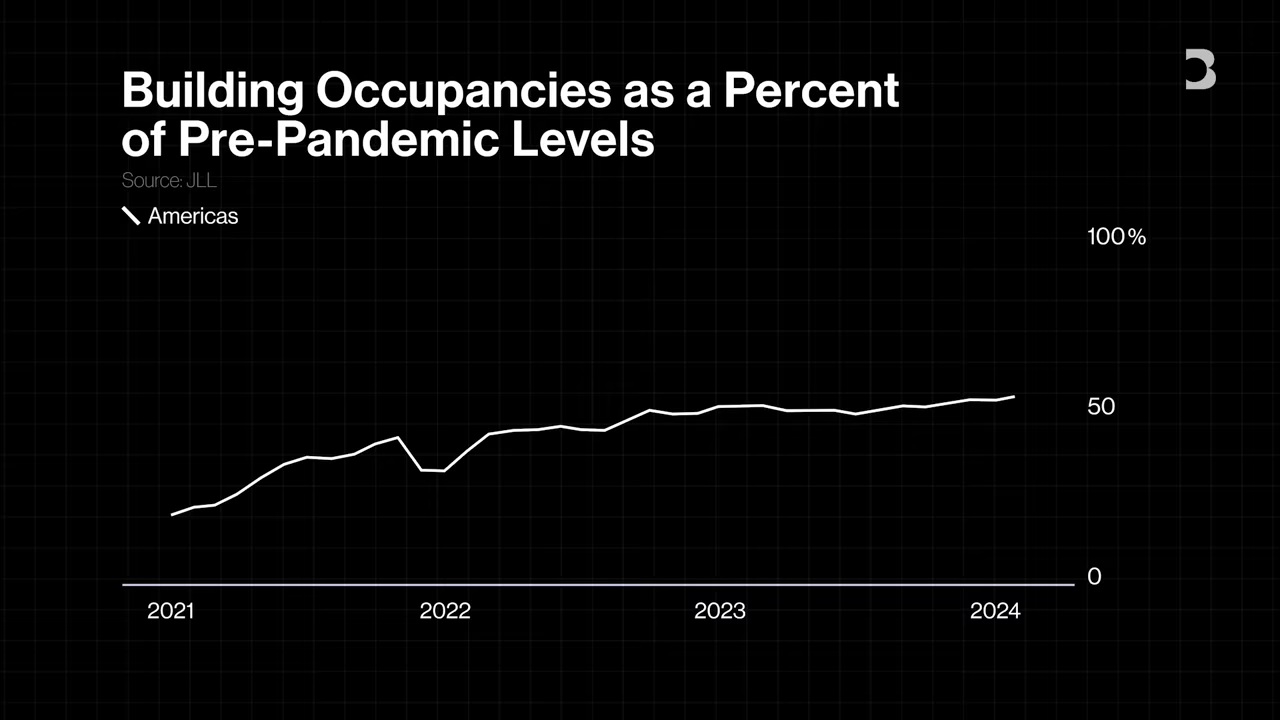 Building Occupancies as a Percent
of Pre-Pandemic Levels
Source: JLL
Americas
100%
50
0
2021 2022 2023 2024